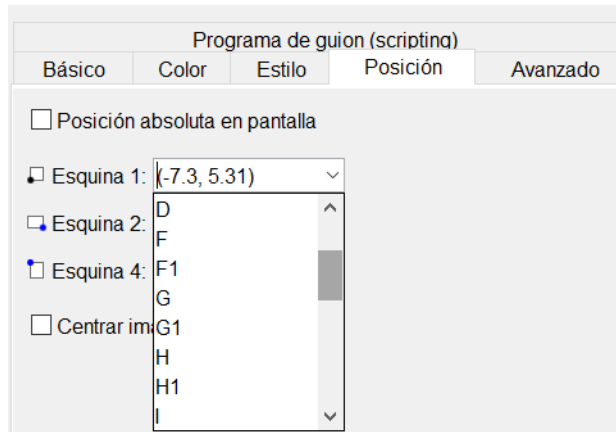 Programa de guion (scripting)
Básico Color Estilo Posición Avanzado
Posición absoluta en pantalla
Esquina 1: (-7.3, 5.31)
D
Esquina 2:
F
Esquina 4: F1
G
Centrar ima G1
H
H1
I